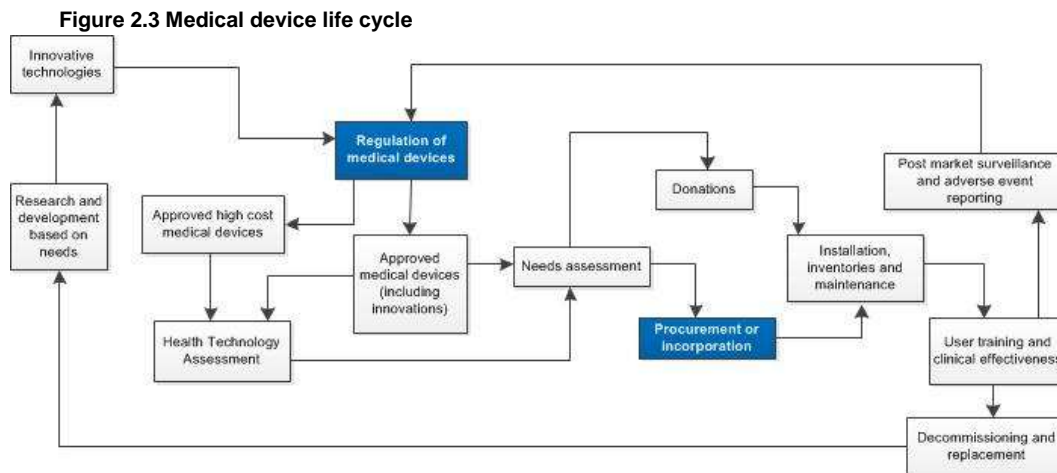 Figure 2.3 Medical device life cycle
Innovative
technologies
Regulation of
medical devices
Post market surveillance
and adverse event
reporting
Donations
Research and
development
based on
needs
Approved high cost
medical devices
Approved
medical devices
(including
innovations)
Needs assessment
Installation,
inventories and
maintenance
Health Technology
Assessment
Procurement or
incorporation
User training and
clinical effectiveness
Decommissioning and
replacement